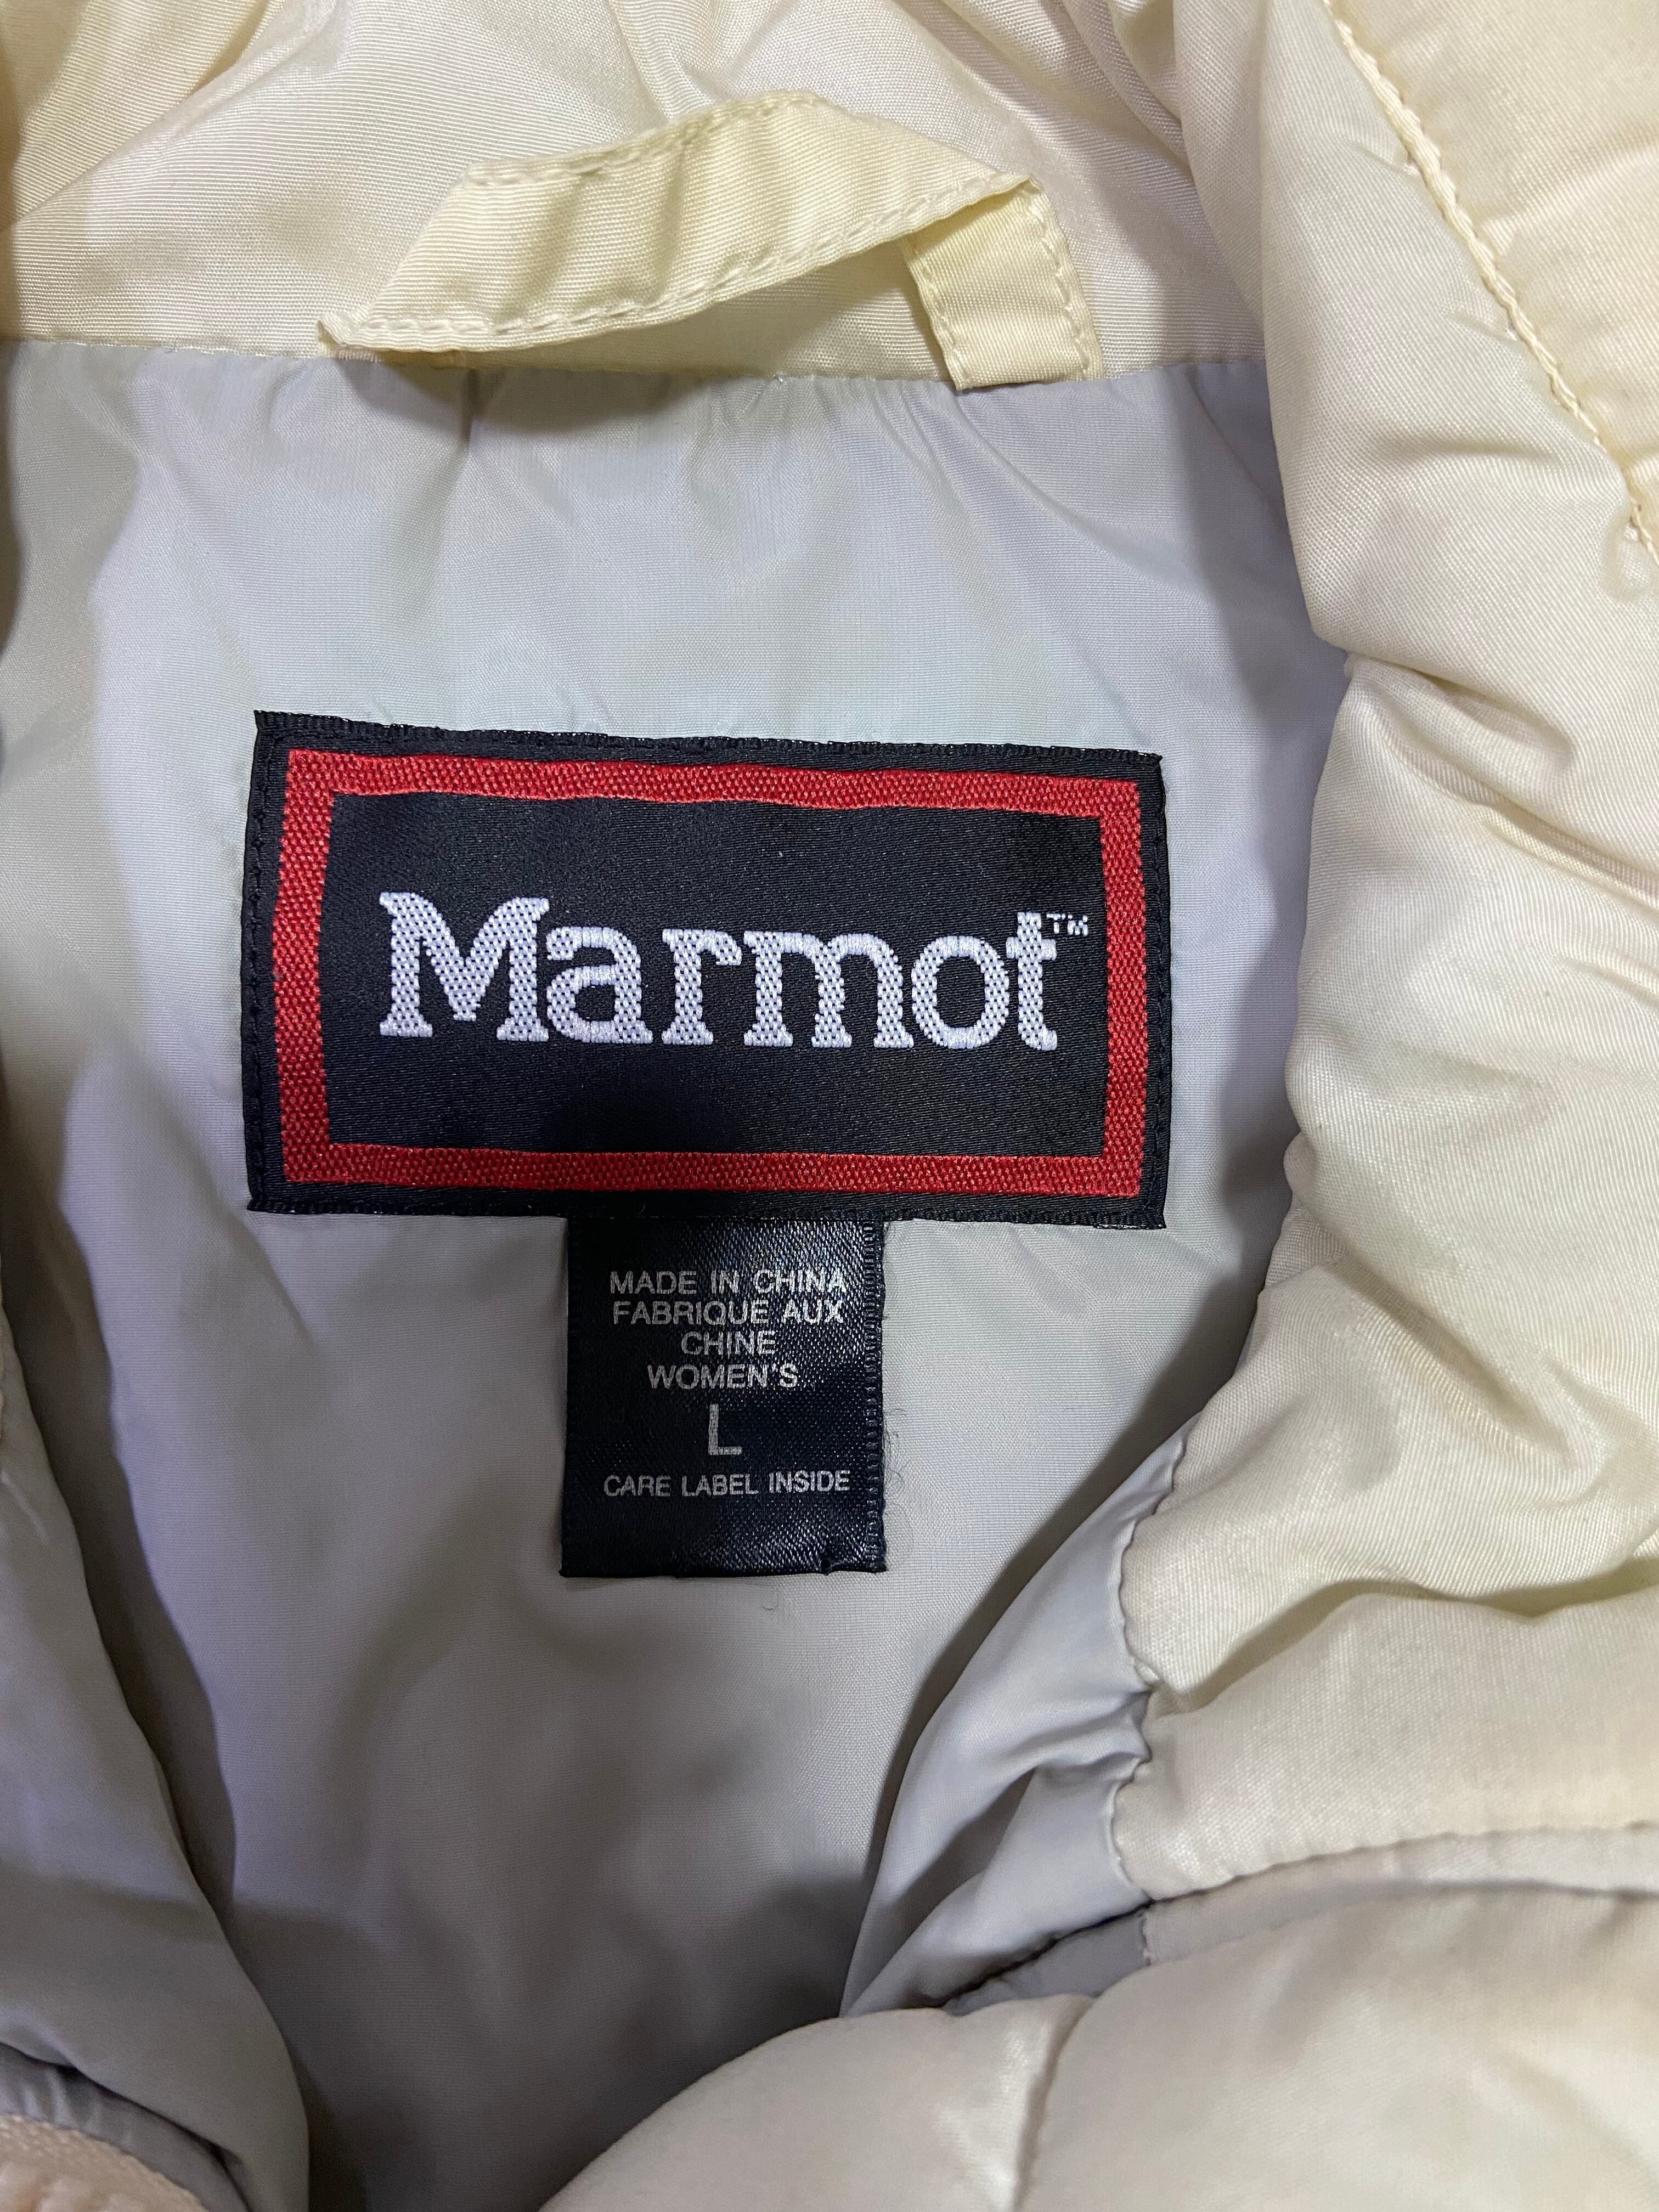 Marmot™
MADE IN CHINA
FABRIQUE AUX
CHINE
WOMEN'S
L
CARE LABEL INSIDE